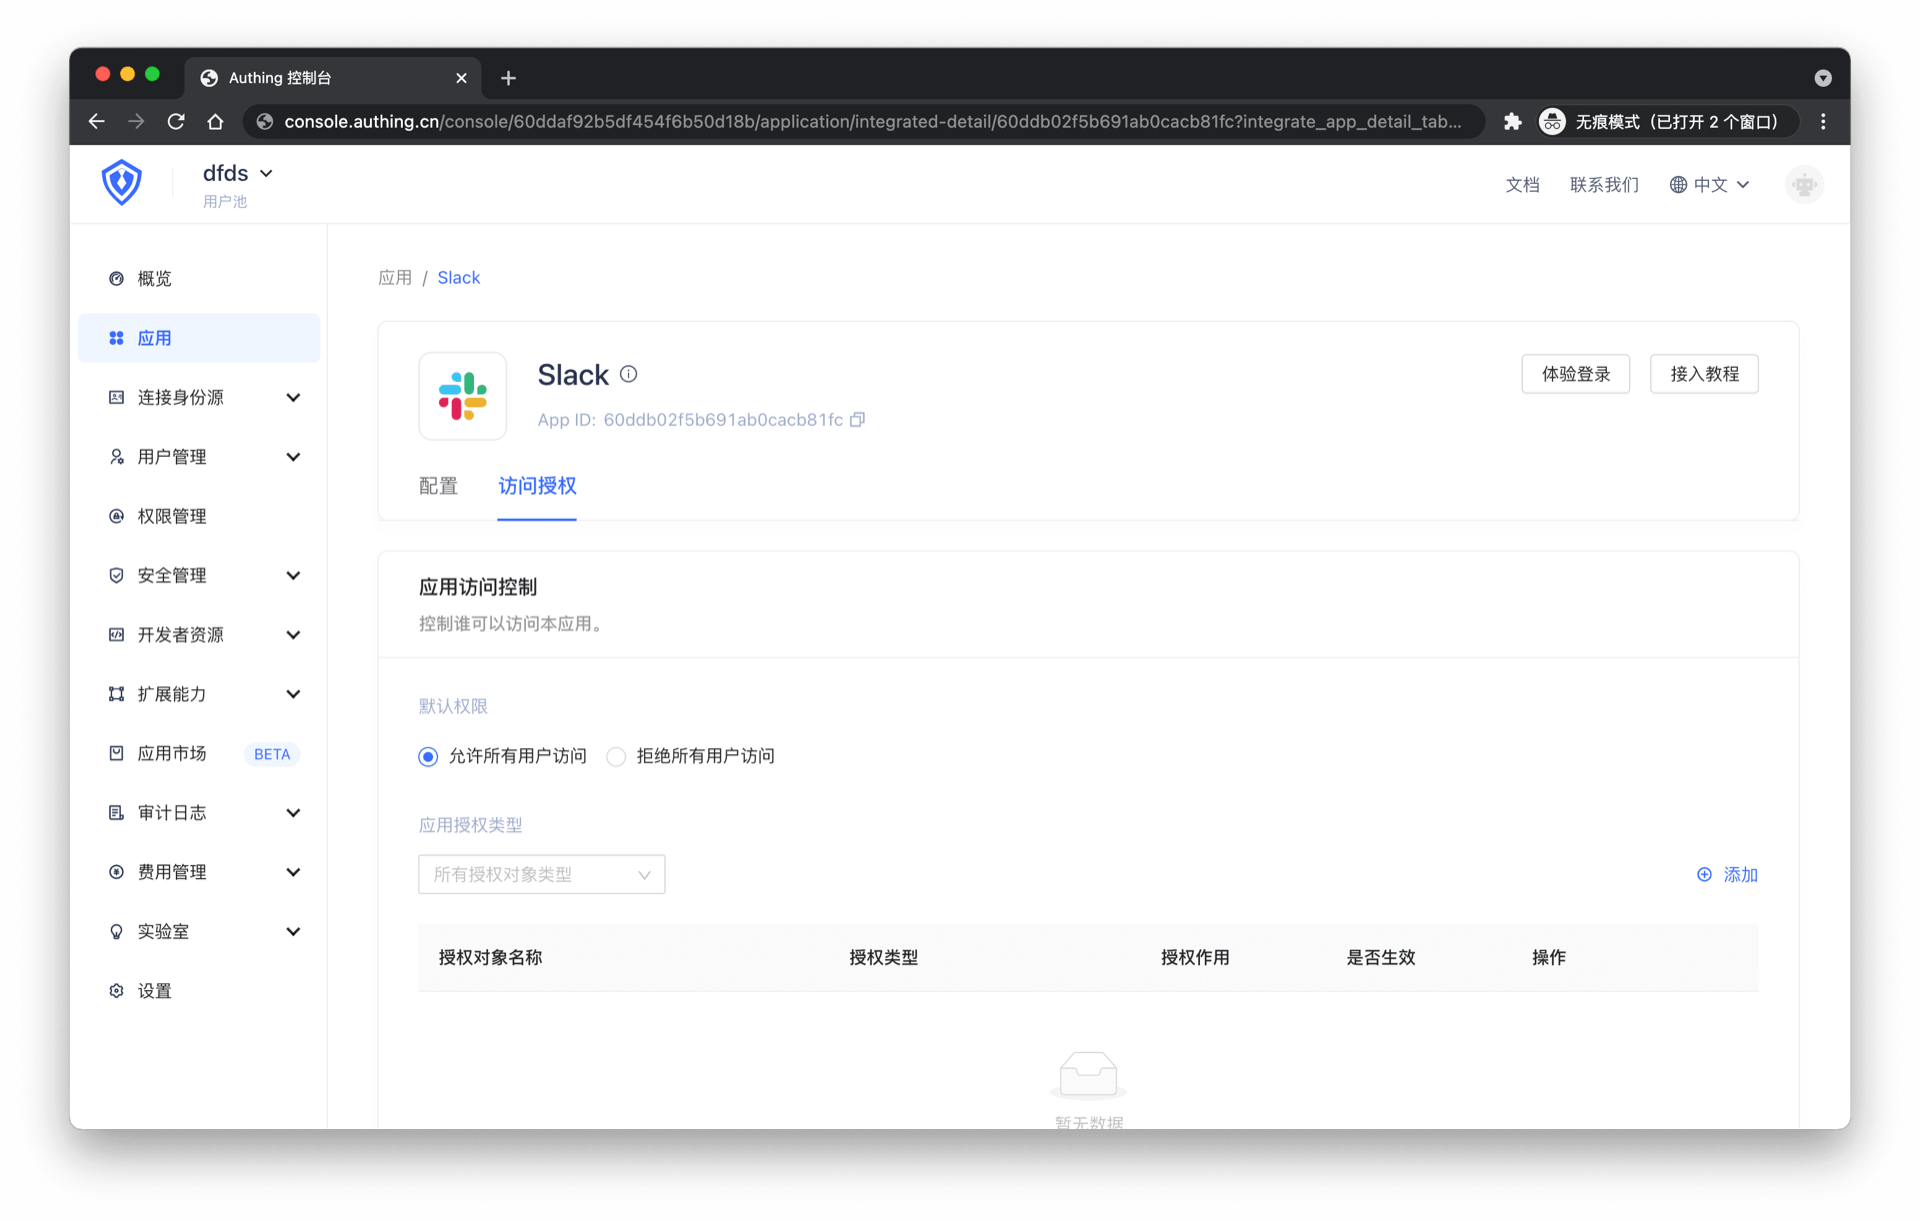 Authing 控制台
console.authing.cn/console/60ddaf92b5df454f6b50d18b/application/integrated-detail/60ddb02f5b691ab0cacb81fc?integrate_app_detail_tab...
无痕模式（已打开 2 个窗口）
dfds
用户池
文档
联系我们
中文
概览
应用
连接身份源
用户管理
权限管理
安全管理
开发者资源
扩展能力
应用市场
BETA
审计日志
费用管理
实验室
设置
应用 / Slack
Slack
App ID: 60ddb02f5b691ab0cacb81fc
体验登录
接入教程
配置
访问授权
应用访问控制
控制谁可以访问本应用。
默认权限
允许所有用户访问
拒绝所有用户访问
应用授权类型
所有授权对象类型
添加
授权对象名称
授权类型
授权作用
是否生效
操作
暂无数据